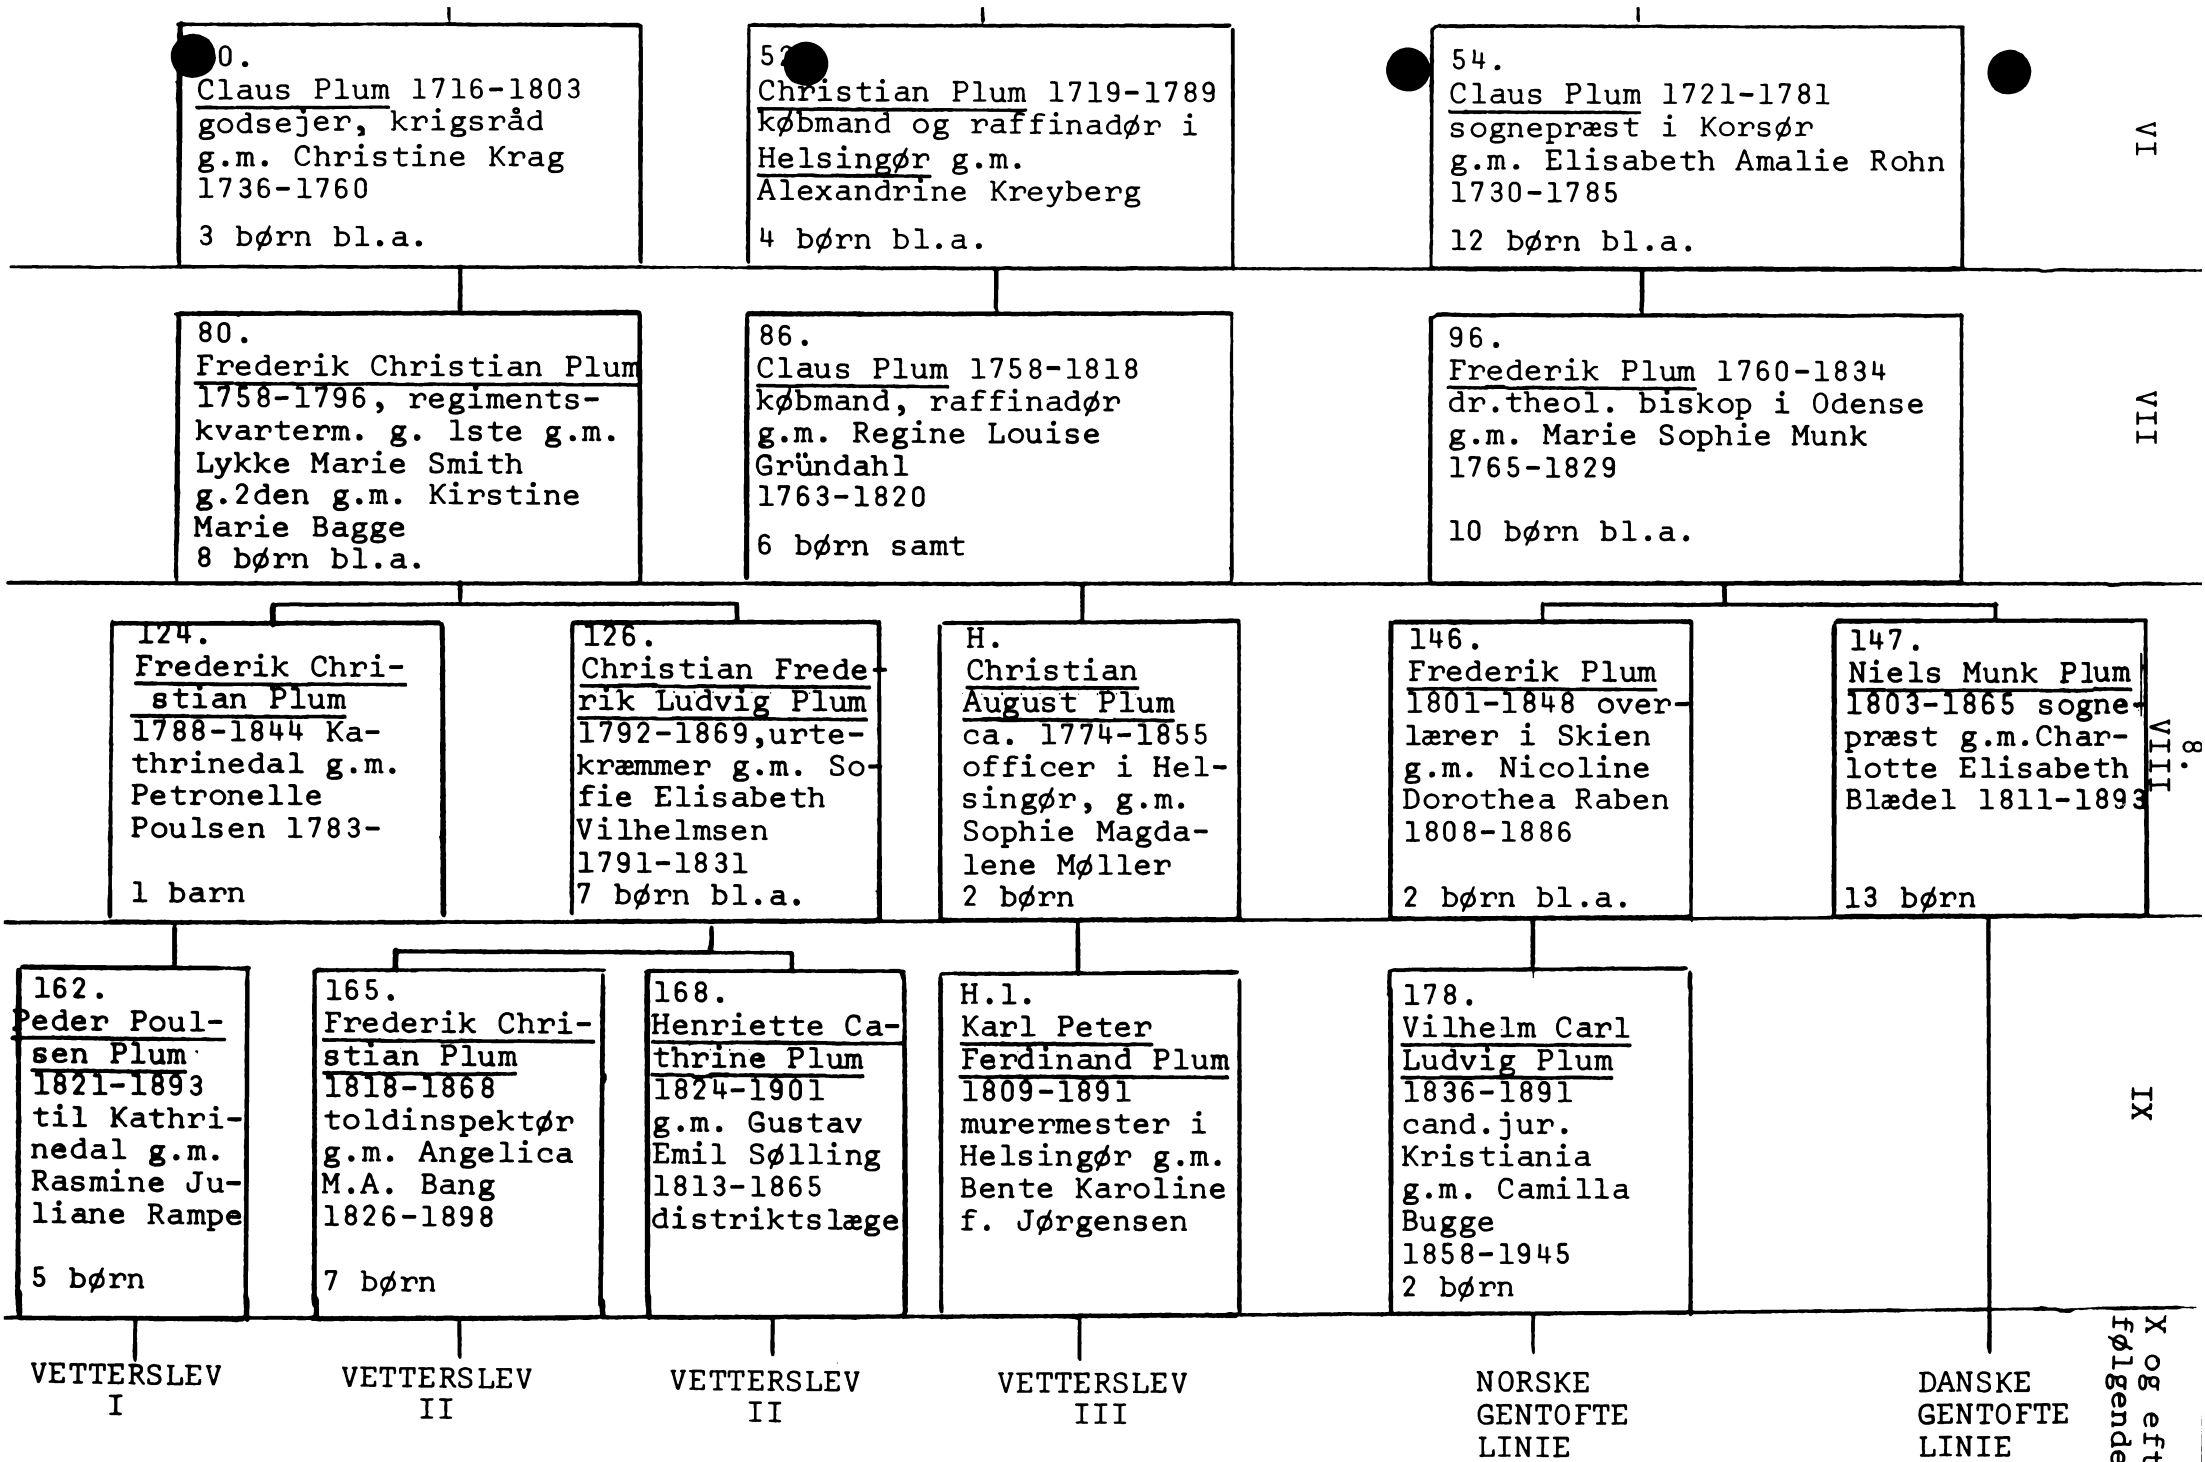 0.
Claus Plum 1716-1803
godsejer, krigsråd
g.m. Christine Krag
1736-1760
3 børn bl.a.
52
Christian Plum 1719-1789
købmand og raffinadør i
Helsingør g.m.
Alexandrine Kreyberg
4 børn bl.a.
54.
Claus Plum 1721-1781
sognepræst i Korsør
g.m. Elisabeth Amalie Rohn
1730-1785
12 børn bl.a.
VI
80.
Frederik Christian Plum
1758-1796, regiments-
kvarterm. g. 1ste g.m.
Lykke Marie Smith
g.2den g.m. Kirstine
Marie Bagge
8 børn bl.a.
86.
Claus Plum 1758-1818
købmand, raffinadør
g.m. Regine Louise
Gründahl
1763-1820
6 børn samt
96.
Frederik Plum 1760-1834
dr.theol. biskop i Odense
g.m. Marie Sophie Munk
1765-1829
10 børn bl.a.
VII
124.
Frederik Chri-
stian Plum
1788-1844 Ka-
thrinedal g.m.
Petronelle
Poulsen 1783-
1 barn
126.
Christian Frede-
rik Ludvig Plum
1792-1869,urte-
kræmmer g.m. So-
fie Elisabeth
Vilhelmsen
1791-1831
7 børn bl.a.
H.
Christian
August Plum
ca. 1774-1855
officer i Hel-
singør, g.m.
Sophie Magda-
lene Møller
2 børn
146.
Frederik Plum
1801-1848 over-
lærer i Skien
g.m. Nicoline
Dorothea Raben
1808-1886
2 børn bl.a.
147.
Niels Munk Plum
1803-1865 sogne-
præst g.m.Char-
lotte Elisabeth
Blædel 1811-1893
13 børn
8.
VIII
162.
Peder Poul-
sen Plum
1821-1893
til Kathri-
nedal g.m.
Rasmine Ju-
liane Rampe
5 børn
165.
Frederik Chri-
stian Plum
1818-1868
toldinspektør
g.m. Angelica
M.A. Bang
1826-1898
7 børn
168.
Henriette Ca-
thrine Plum
1824-1901
g.m. Gustav
Emil Sølling
1813-1865
distriktslæge
H.1.
Karl Peter
Ferdinand Plum
1809-1891
murermester i
Helsingør g.m.
Bente Karoline
f. Jørgensen
178.
Vilhelm Carl
Ludvig Plum
1836-1891
cand.jur.
Kristiania
g.m. Camilla
Bugge
1858-1945
2 børn
IX
VETTERSLEV
I
VETTERSLEV
II
VETTERSLEV
II
VETTERSLEV
III
NORSKE
GENTOFTE
LINIE
DANSKE
GENTOFTE
LINIE
X og eft
følgende